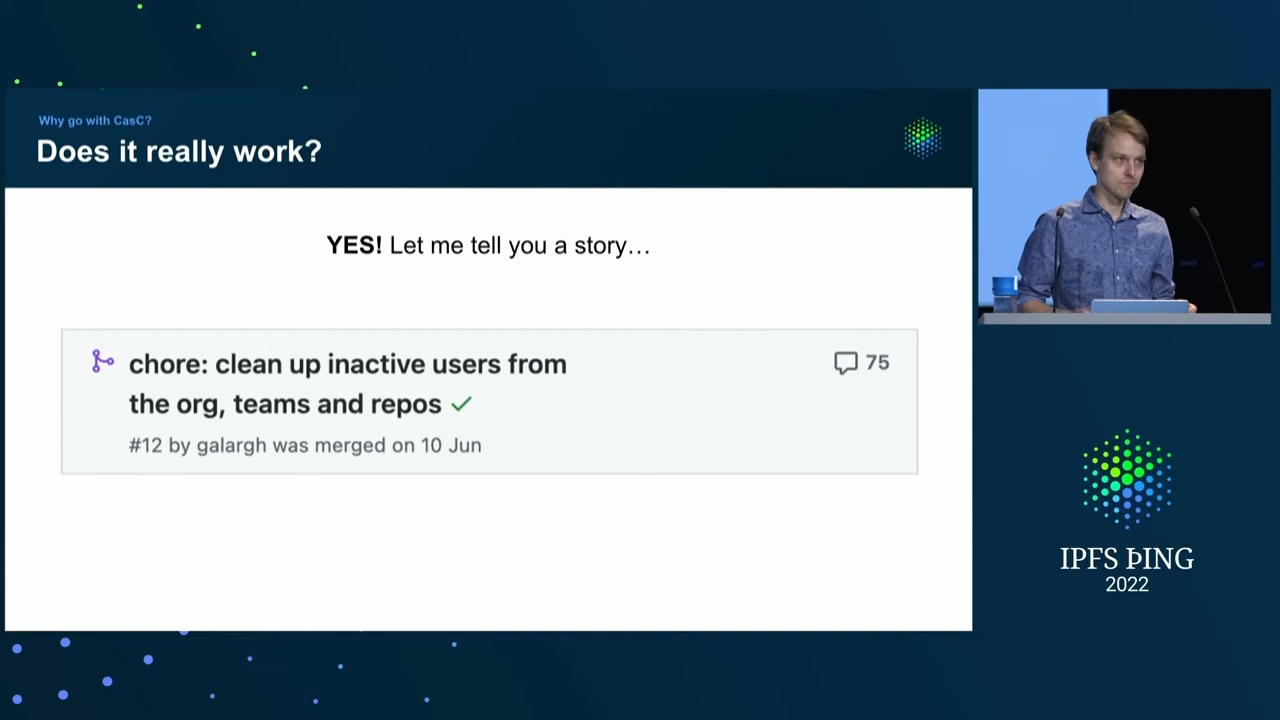 Why go with CasC?
Does it really work?
YES! Let me tell you a story…
chore: clean up inactive users from
the org, teams and repos
75
#12 by galargh was merged on 10 Jun
IPFS ÞING
2022